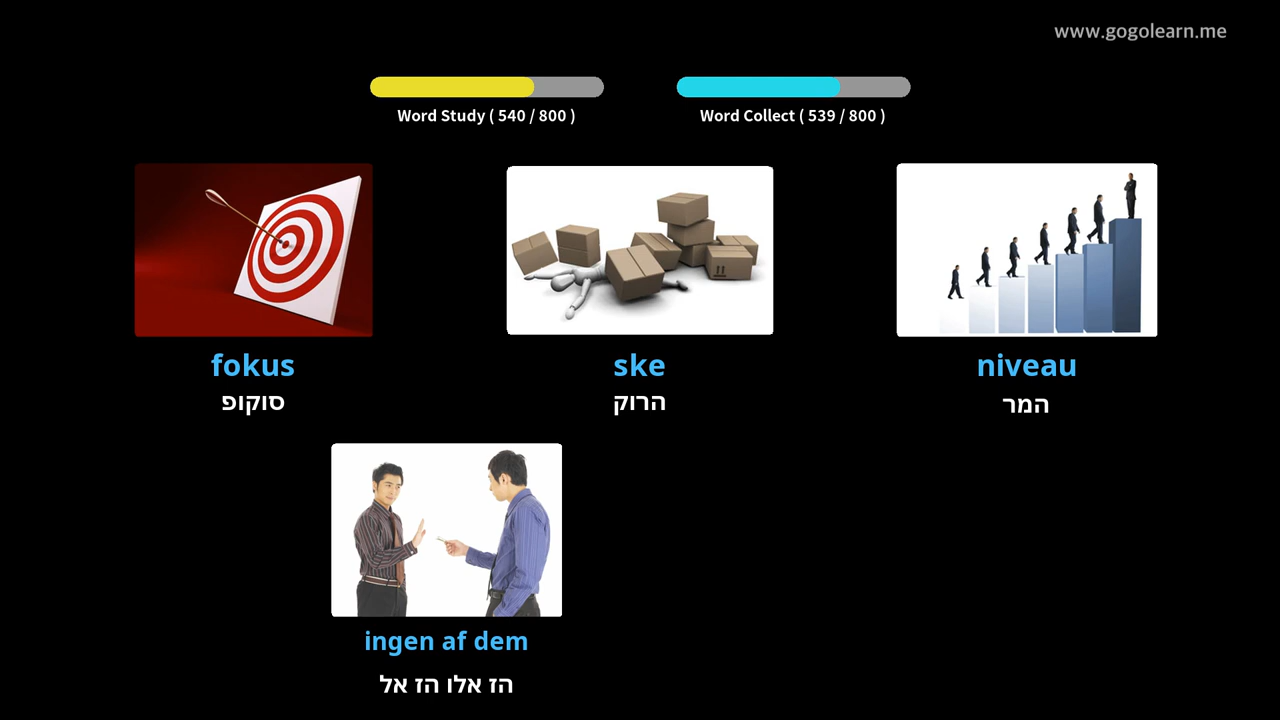 www.gogolearn.me
Word Study ( 540 / 800 )
Word Collect ( 539 / 800 )
fokus
סוקופ
ske
הרוק
niveau
המר
ingen af dem
הז אלו הז אל